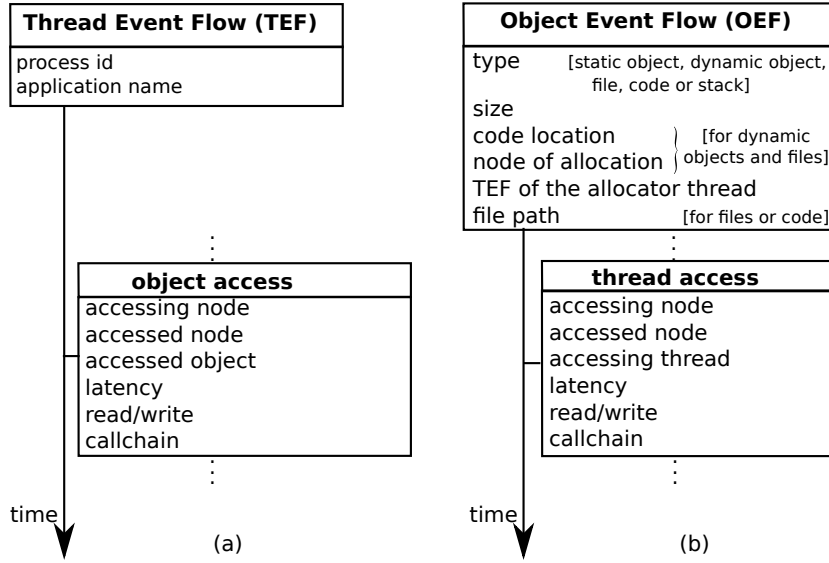 Thread Event Flow (TEF)
process id
application name
object access
accessing node
accessed node
accessed object
latency
read/write
callchain
time
(a)
Object Event Flow (OEF)
type [static object, dynamic object,
file, code or stack]
size
code location [for dynamic
node of allocation objects and files]
TEF of the allocator thread
file path [for files or code]
thread access
accessing node
accessed node
accessing thread
latency
read/write
callchain
time
(b)